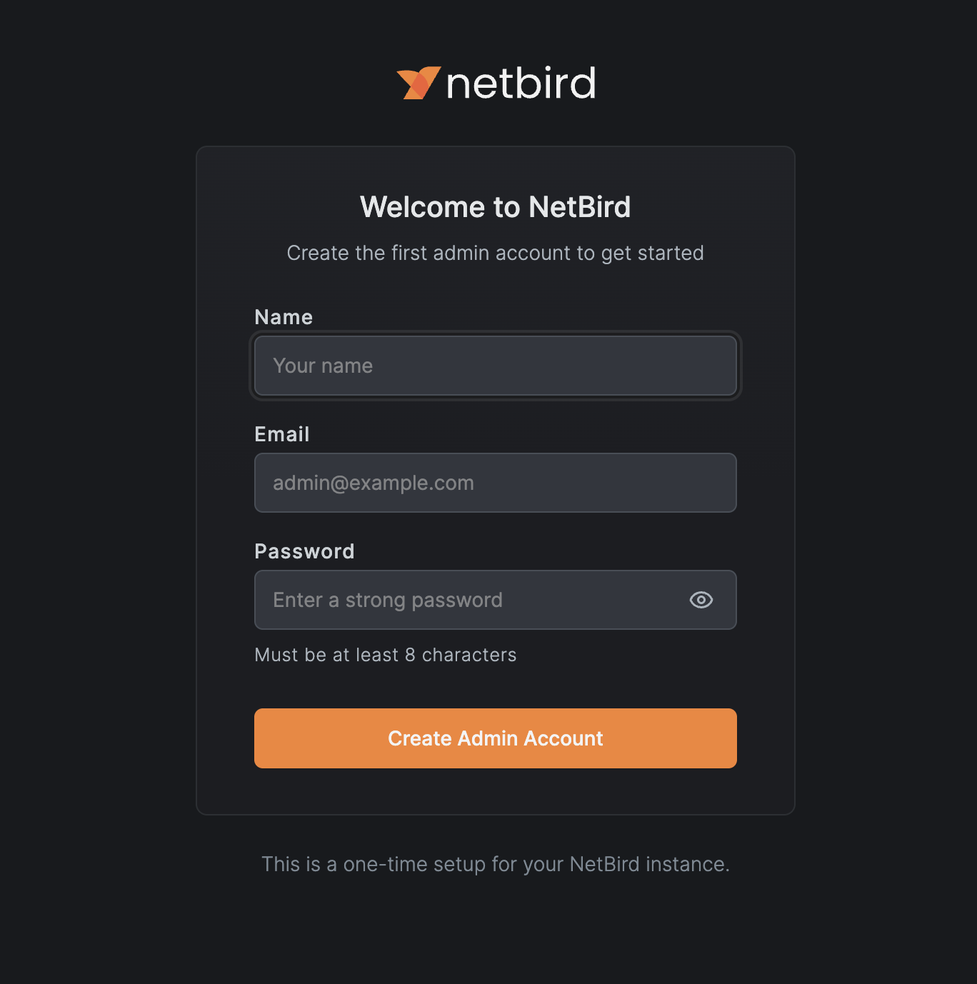 netbird
Welcome to NetBird
Create the first admin account to get started
Name
Your name
Email
admin@example.com
Password
Enter a strong password
Must be at least 8 characters
Create Admin Account
This is a one-time setup for your NetBird instance.